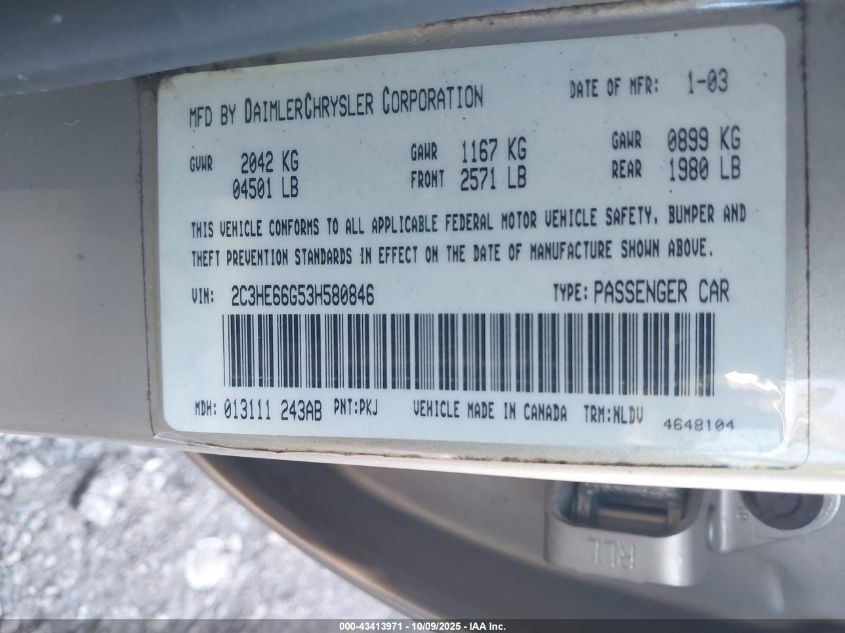 MFD BY DAIMLERCHRYSLER CORPORATION DATE OF MFR: 1-03
GVWR 2042 KG GAWR 1167 KG GAWR 0899 KG
04501 LB FRONT 2571 LB REAR 1980 LB
THIS VEHICLE CONFORMS TO ALL APPLICABLE FEDERAL MOTOR VEHICLE SAFETY, BUMPER AND
THEFT PREVENTION STANDARDS IN EFFECT ON THE DATE OF MANUFACTURE SHOWN ABOVE.
VIN: 2C3HE66G53H580846 TYPE: PASSENGER CAR
MDH: 013111 243AB PNT:PKJ VEHICLE MADE IN CANADA TRM:NLDV 4648104
RLL
000-43413971 - 10/09/2025 - IAA Inc.